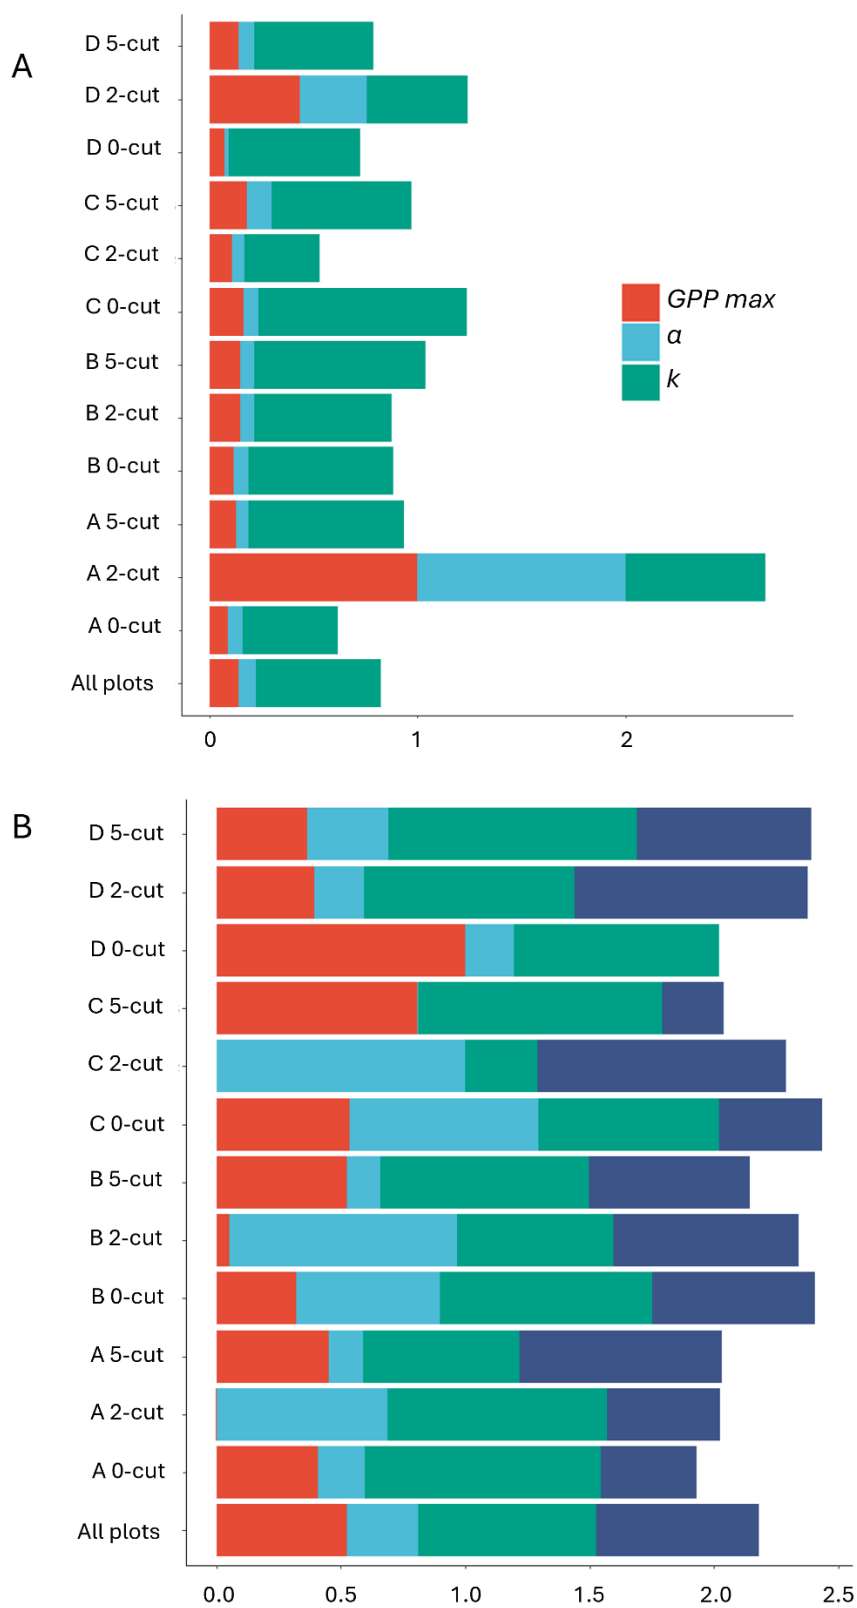 A
D 5-cut
D 2-cut
D 0-cut
C 5-cut
C 2-cut
C 0-cut
B 5-cut
B 2-cut
B 0-cut
A 5-cut
A 2-cut
A 0-cut
All plots
0 1 2
GPP max
α
k
B
D 5-cut
D 2-cut
D 0-cut
C 5-cut
C 2-cut
C 0-cut
B 5-cut
B 2-cut
B 0-cut
A 5-cut
A 2-cut
A 0-cut
All plots
0.0 0.5 1.0 1.5 2.0 2.5